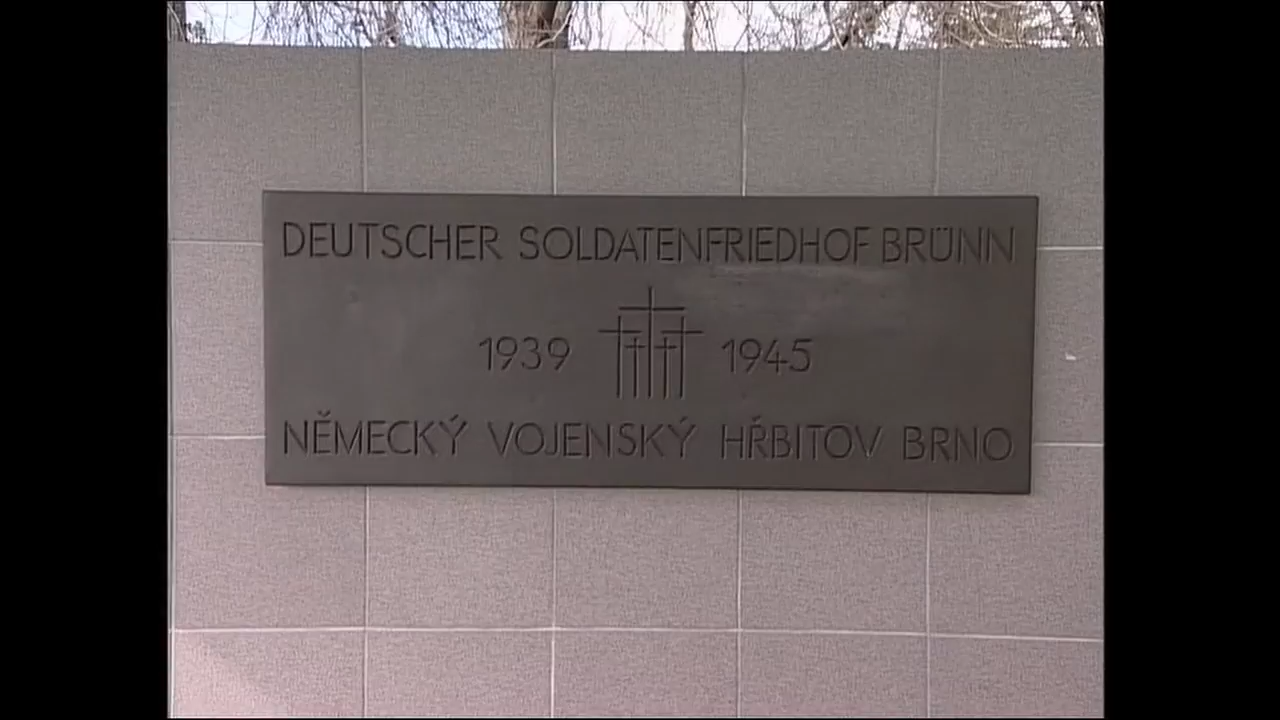 DEUTSCHER SOLDATENFRIEDHOF BRÜNN
1939 1945
NĚMECKÝ VOJENSKÝ HŘBITOV BRNO